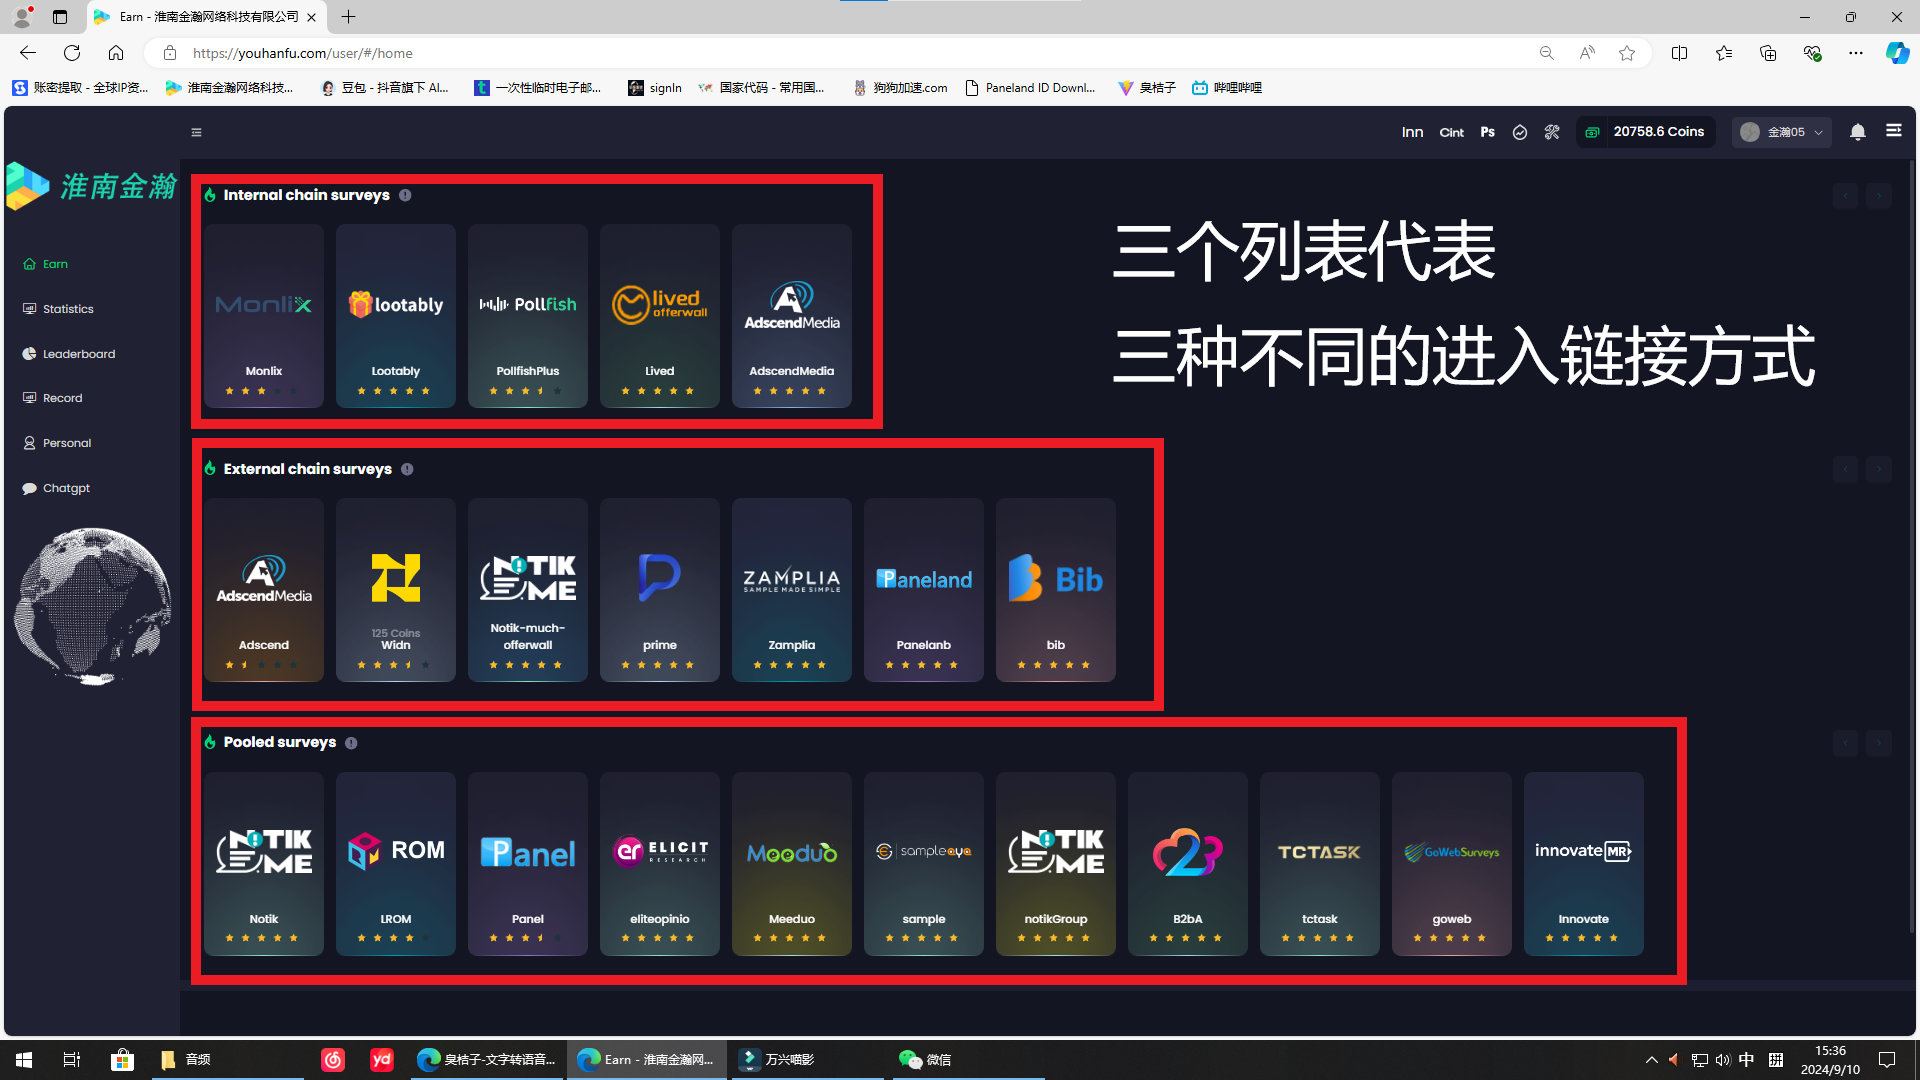 Earn - 淮南金瀚网络科技有限公司
https://youhanfu.com/user/#/home
账密提取 - 全球IP资...
淮南金瀚网络科技...
豆包 - 抖音旗下 AI...
一次性临时电子邮...
signIn
国家代码 - 常用国...
狗狗加速.com
Paneland ID Downl...
臭桔子
哔哩哔哩
Inn
Cint
Ps
20758.6 Coins
金瀚05
淮南金瀚
Earn
Statistics
Leaderboard
Record
Personal
Chatgpt
Internal chain surveys
Monlix
lootably
Pollfish
lived offerwall
AdscendMedia
Monlix
Lootably
PollfishPlus
Lived
AdscendMedia
三个列表代表
三种不同的进入链接方式
External chain surveys
AdscendMedia
NOTIK ME
ZAMPLIA
SAMPLE MADE SIMPLE
Paneland
Bib
Adscend
125 Coins
Widn
Notik-much-
offerwall
prime
Zamplia
Panelanb
bib
Pooled surveys
NOTIK ME
ROM
Panel
er ELICIT
RESEARCH
Meeduo
sampleaya
NOTIK ME
TCTASK
GoWebSurveys
innovateMR
Notik
LROM
Panel
eliteopinio
Meeduo
sample
notikGroup
B2bA
tctask
goweb
Innovate
音频
yd
臭桔子-文字转语音...
Earn - 淮南金瀚网...
万兴喵影
微信
中
拼
15:36
2024/9/10